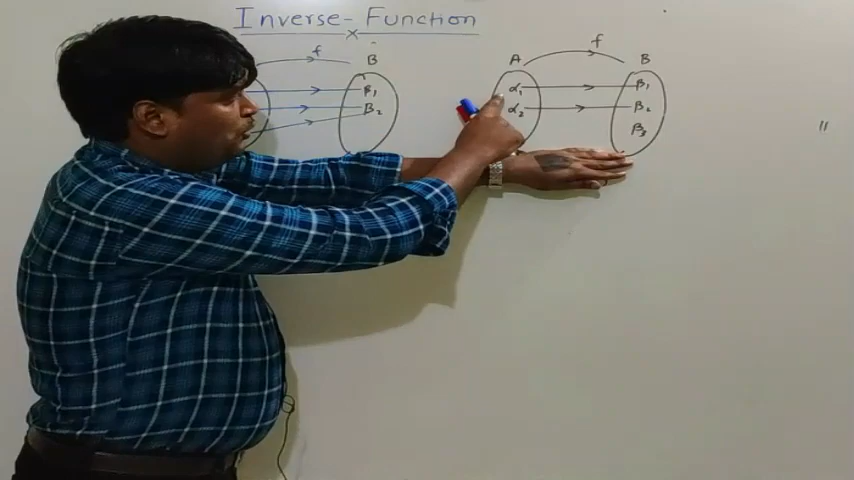 Inverse-Function
×
f
B
β₁
β₂
f
A B
α₁ β₁
α₂ β₂
β₃